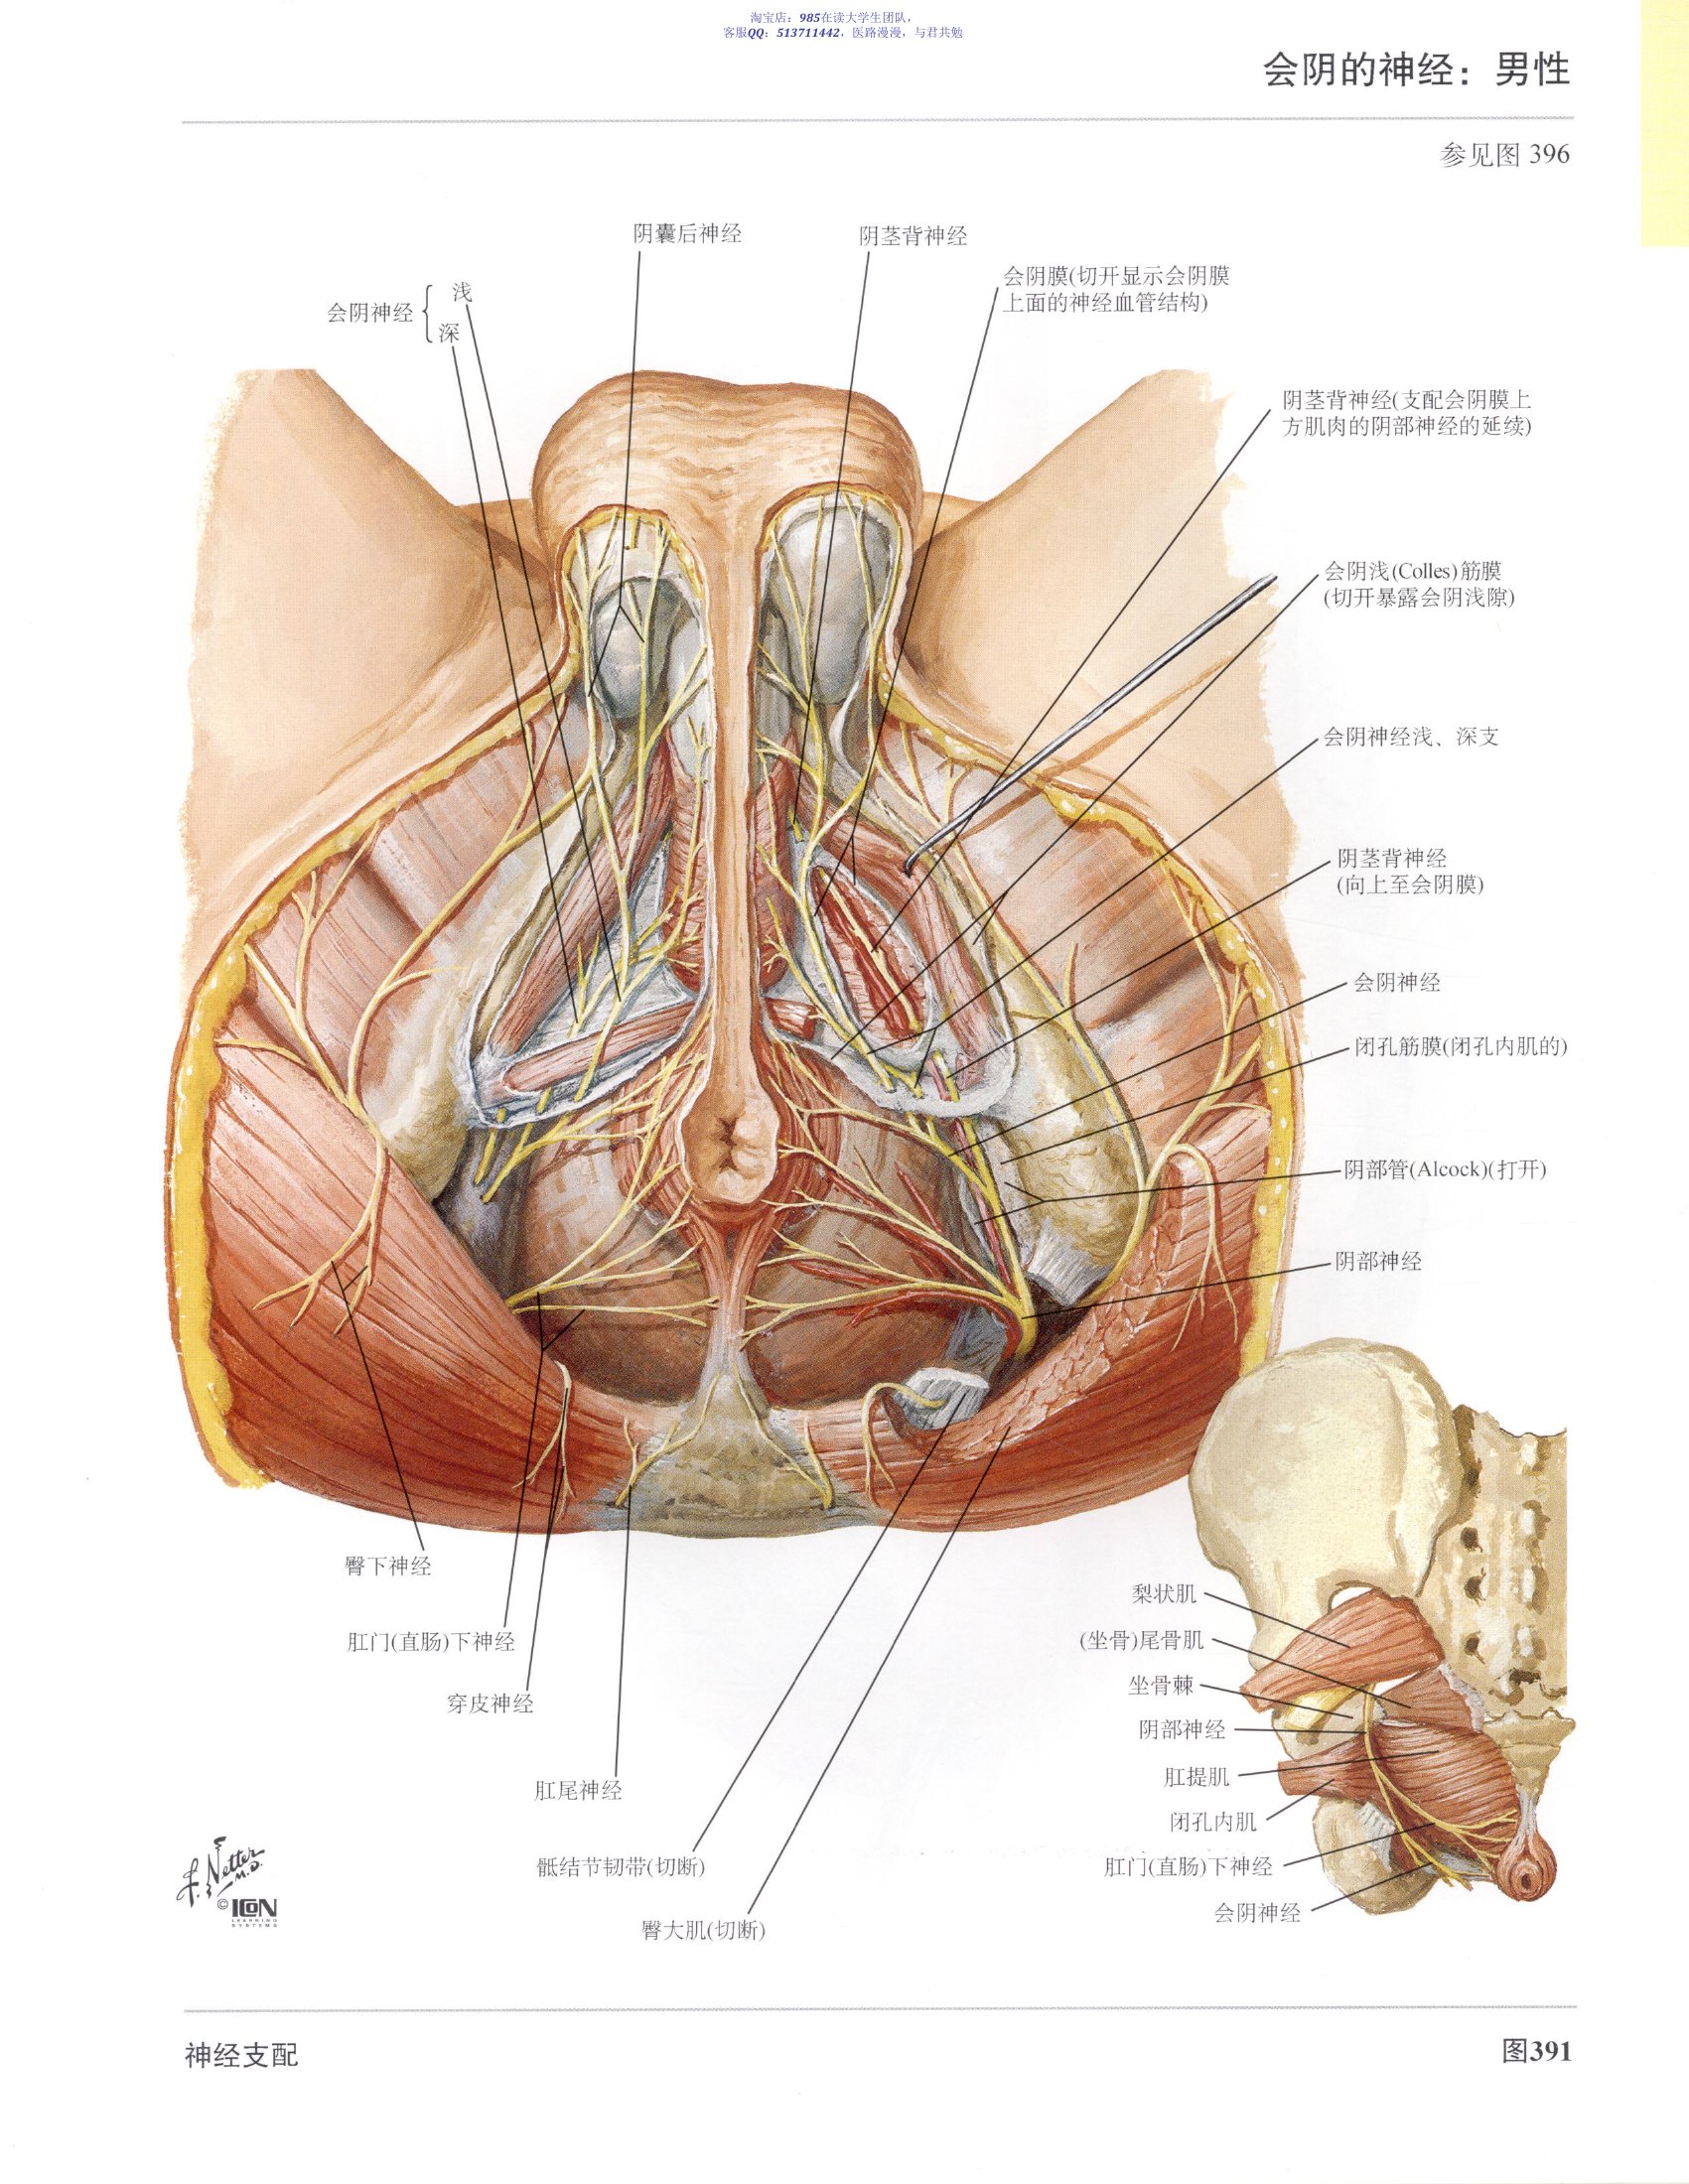 淘宝店：985在读大学生团队，
客服QQ：513711442，医路漫漫，与君共勉
会阴的神经：男性
参见图 396
阴囊后神经
阴茎背神经
会阴膜(切开显示会阴膜
上面的神经血管结构)
会阴神经
浅
深
阴茎背神经(支配会阴膜上
方肌肉的阴部神经的延续)
会阴浅(Colles)筋膜
(切开暴露会阴浅隙)
会阴神经浅、深支
阴茎背神经
(向上至会阴膜)
会阴神经
闭孔筋膜(闭孔内肌的)
阴部管(Alcock)(打开)
阴部神经
臀下神经
肛门(直肠)下神经
穿皮神经
肛尾神经
骶结节韧带(切断)
臀大肌(切断)
梨状肌
(坐骨)尾骨肌
坐骨棘
阴部神经
肛提肌
闭孔内肌
肛门(直肠)下神经
会阴神经
F. Netter
M.D.
© ICON
LEARNING
SYSTEMS
神经支配
图391